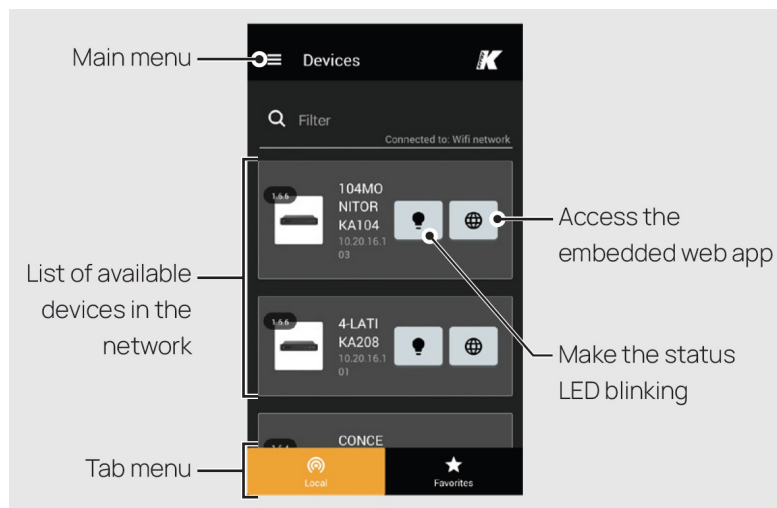 Main menu
Devices
K
Filter
Connected to: Wifi network
1.6.6
104MO
NITOR
KA104
10.20.16.1
03
Access the
embedded web app
List of available
devices in the
network
1.6.6
4-LATI
KA208
10.20.16.1
01
Make the status
LED blinking
CONCE
Tab menu
Local
Favorites